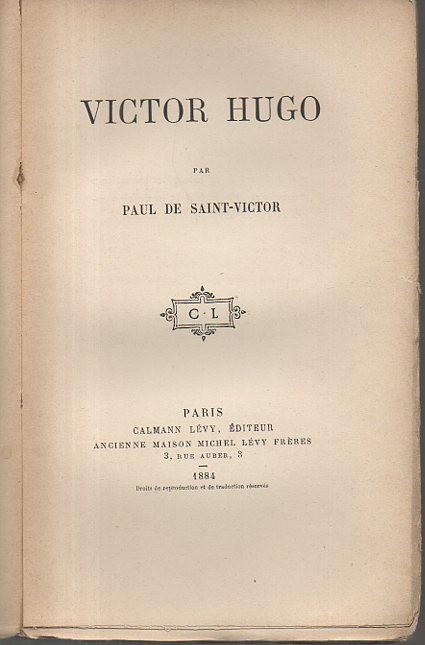 VICTOR HUGO
PAR
PAUL DE SAINT-VICTOR
C·L
PARIS
CALMANN LÉVY, ÉDITEUR
ANCIENNE MAISON MICHEL LÉVY FRÈRES
3, RUE AUBER, 3
1884
Droits de reproduction et de traduction réservés